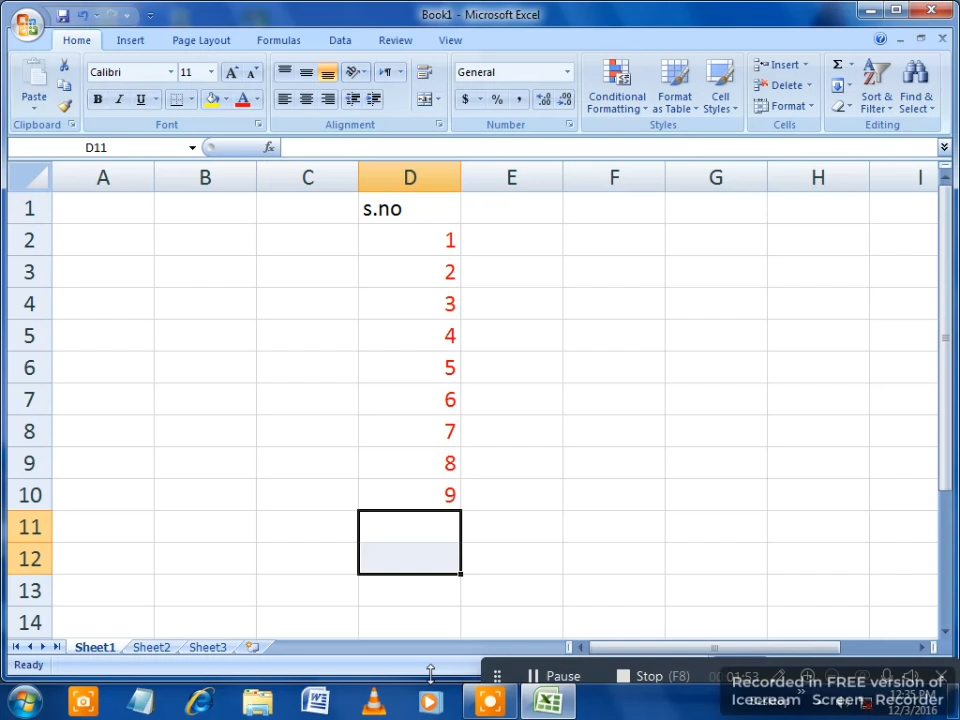 Book1 - Microsoft Excel
Home Insert Page Layout Formulas Data Review View
Paste Calibri 11 General Conditional Formatting Format as Table Cell Styles Insert Delete Format Σ Sort & Filter Find & Select
B I U $ % ,
Clipboard Font Alignment Number Styles Cells Editing
D11 fx
A B C D E F G H I
1 s.no
2 1
3 2
4 3
5 4
6 5
7 6
8 7
9 8
10 9
11
12
13
14
Sheet1 Sheet2 Sheet3
Ready
Pause Stop (F8)
Recorded in FREE version of
Icecream Screen Recorder
12:35 PM
12/3/2016